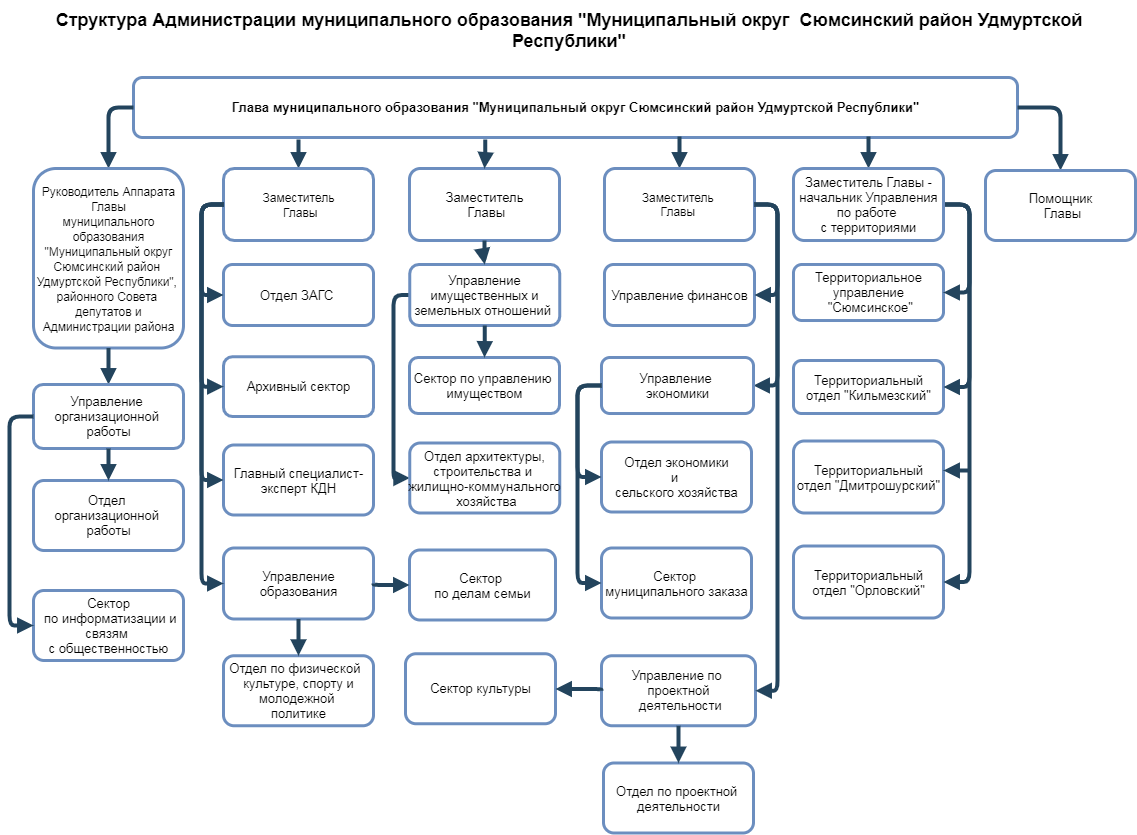 Структура Администрации муниципального образования "Муниципальный округ Сюмсинский район Удмуртской
Республики"
Глава муниципального образования "Муниципальный округ Сюмсинский район Удмуртской Республики"
Руководитель Аппарата
Главы
муниципального
образования
"Муниципальный округ
Сюмсинский район
Удмуртской Республики",
районного Совета
депутатов и
Администрации района
Заместитель
Главы
Заместитель
Главы
Заместитель
Главы
Заместитель Главы -
начальник Управления
по работе
с территориями
Помощник
Главы
Отдел ЗАГС
Управление
имущественных и
земельных отношений
Управление финансов
Территориальное
управление
"Сюмсинское"
Архивный сектор
Сектор по управлению
имуществом
Управление
экономики
Территориальный
отдел "Кильмезский"
Управление
организационной
работы
Главный специалист-
эксперт КДН
Отдел архитектуры,
строительства и
жилищно-коммунального
хозяйства
Отдел экономики
и
сельского хозяйства
Территориальный
отдел "Дмитрошурский"
Отдел
организационной
работы
Управление
образования
Сектор
по делам семьи
Сектор
муниципального заказа
Территориальный
отдел "Орловский"
Сектор
по информатизации и
связям
с общественностью
Отдел по физической
культуре, спорту и
молодежной
политике
Сектор культуры
Управление по
проектной
деятельности
Отдел по проектной
деятельности